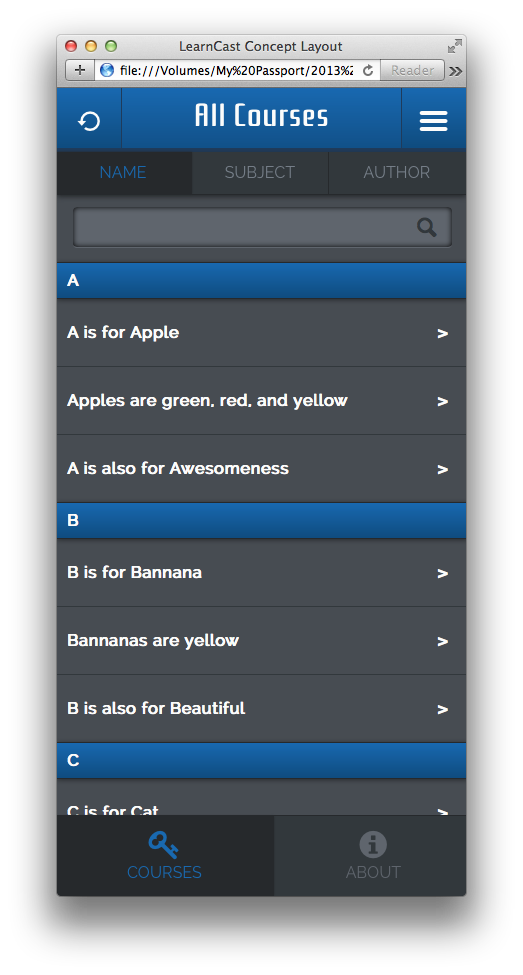 LearnCast Concept Layout
file:///Volumes/My%20Passport/2013%2
Reader
All Courses
NAME
SUBJECT
AUTHOR
A
A is for Apple >
Apples are green, red, and yellow >
A is also for Awesomeness >
B
B is for Bannana >
Bannanas are yellow >
B is also for Beautiful >
C
C is for Cat >
COURSES
ABOUT